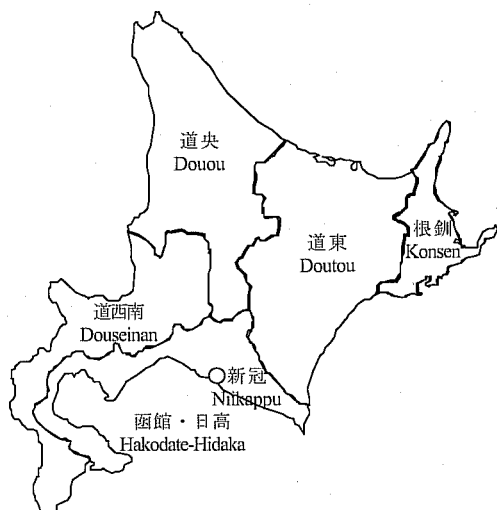 道央
Douou
道東
Doutou
根釧
Konsen
道西南
Douseinan
新冠
Niikappu
函館・日高
Hakodate-Hidaka